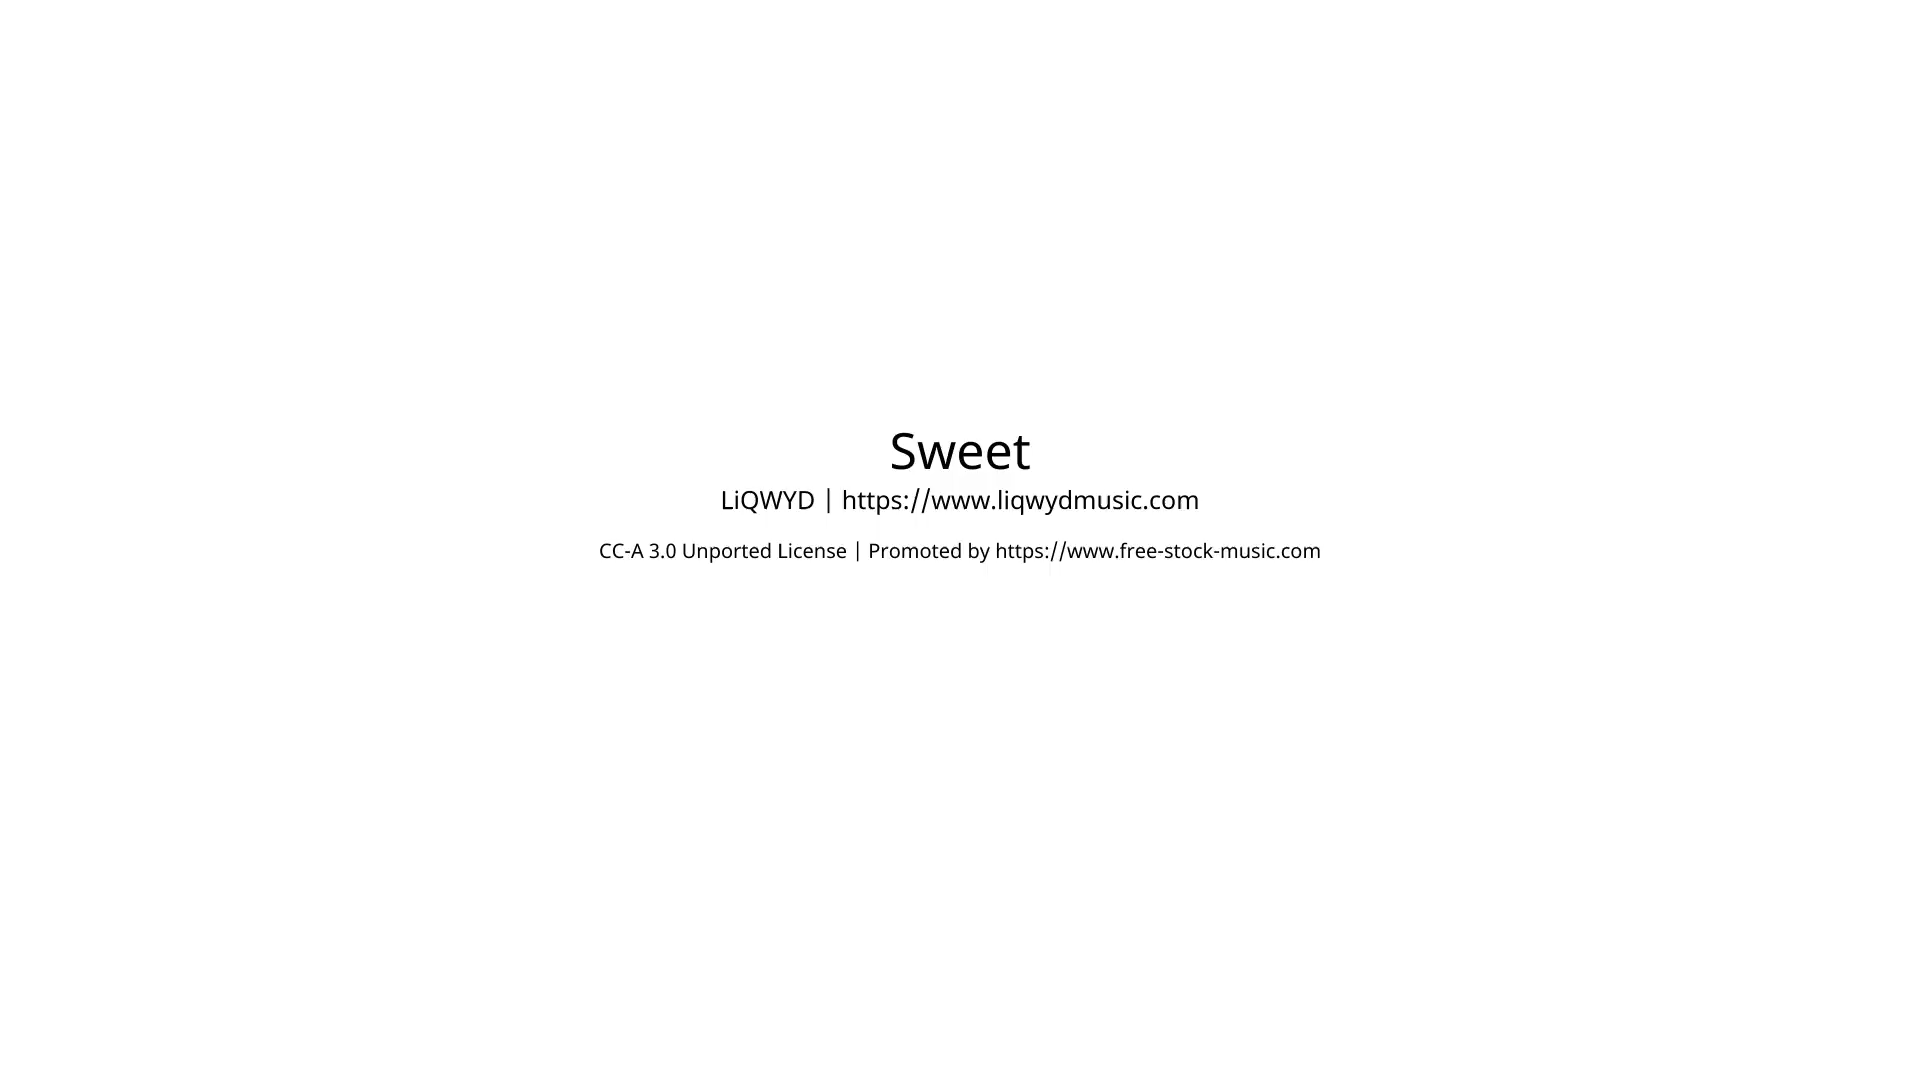 Sweet
LiQWYD | https://www.liqwydmusic.com
CC-A 3.0 Unported License | Promoted by https://www.free-stock-music.com